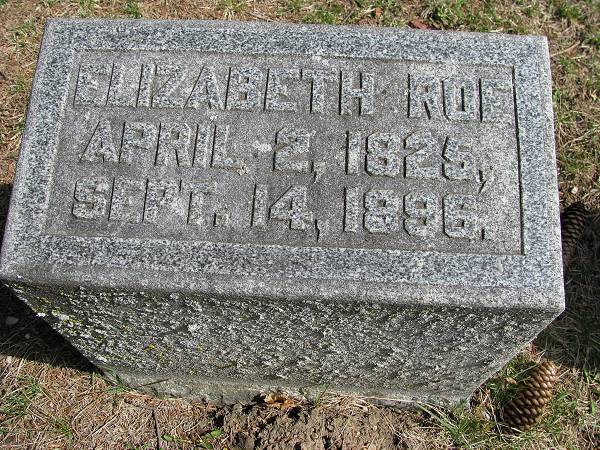 ELIZABETH ROE
APRIL 2, 1825,
SEPT. 14, 1896.